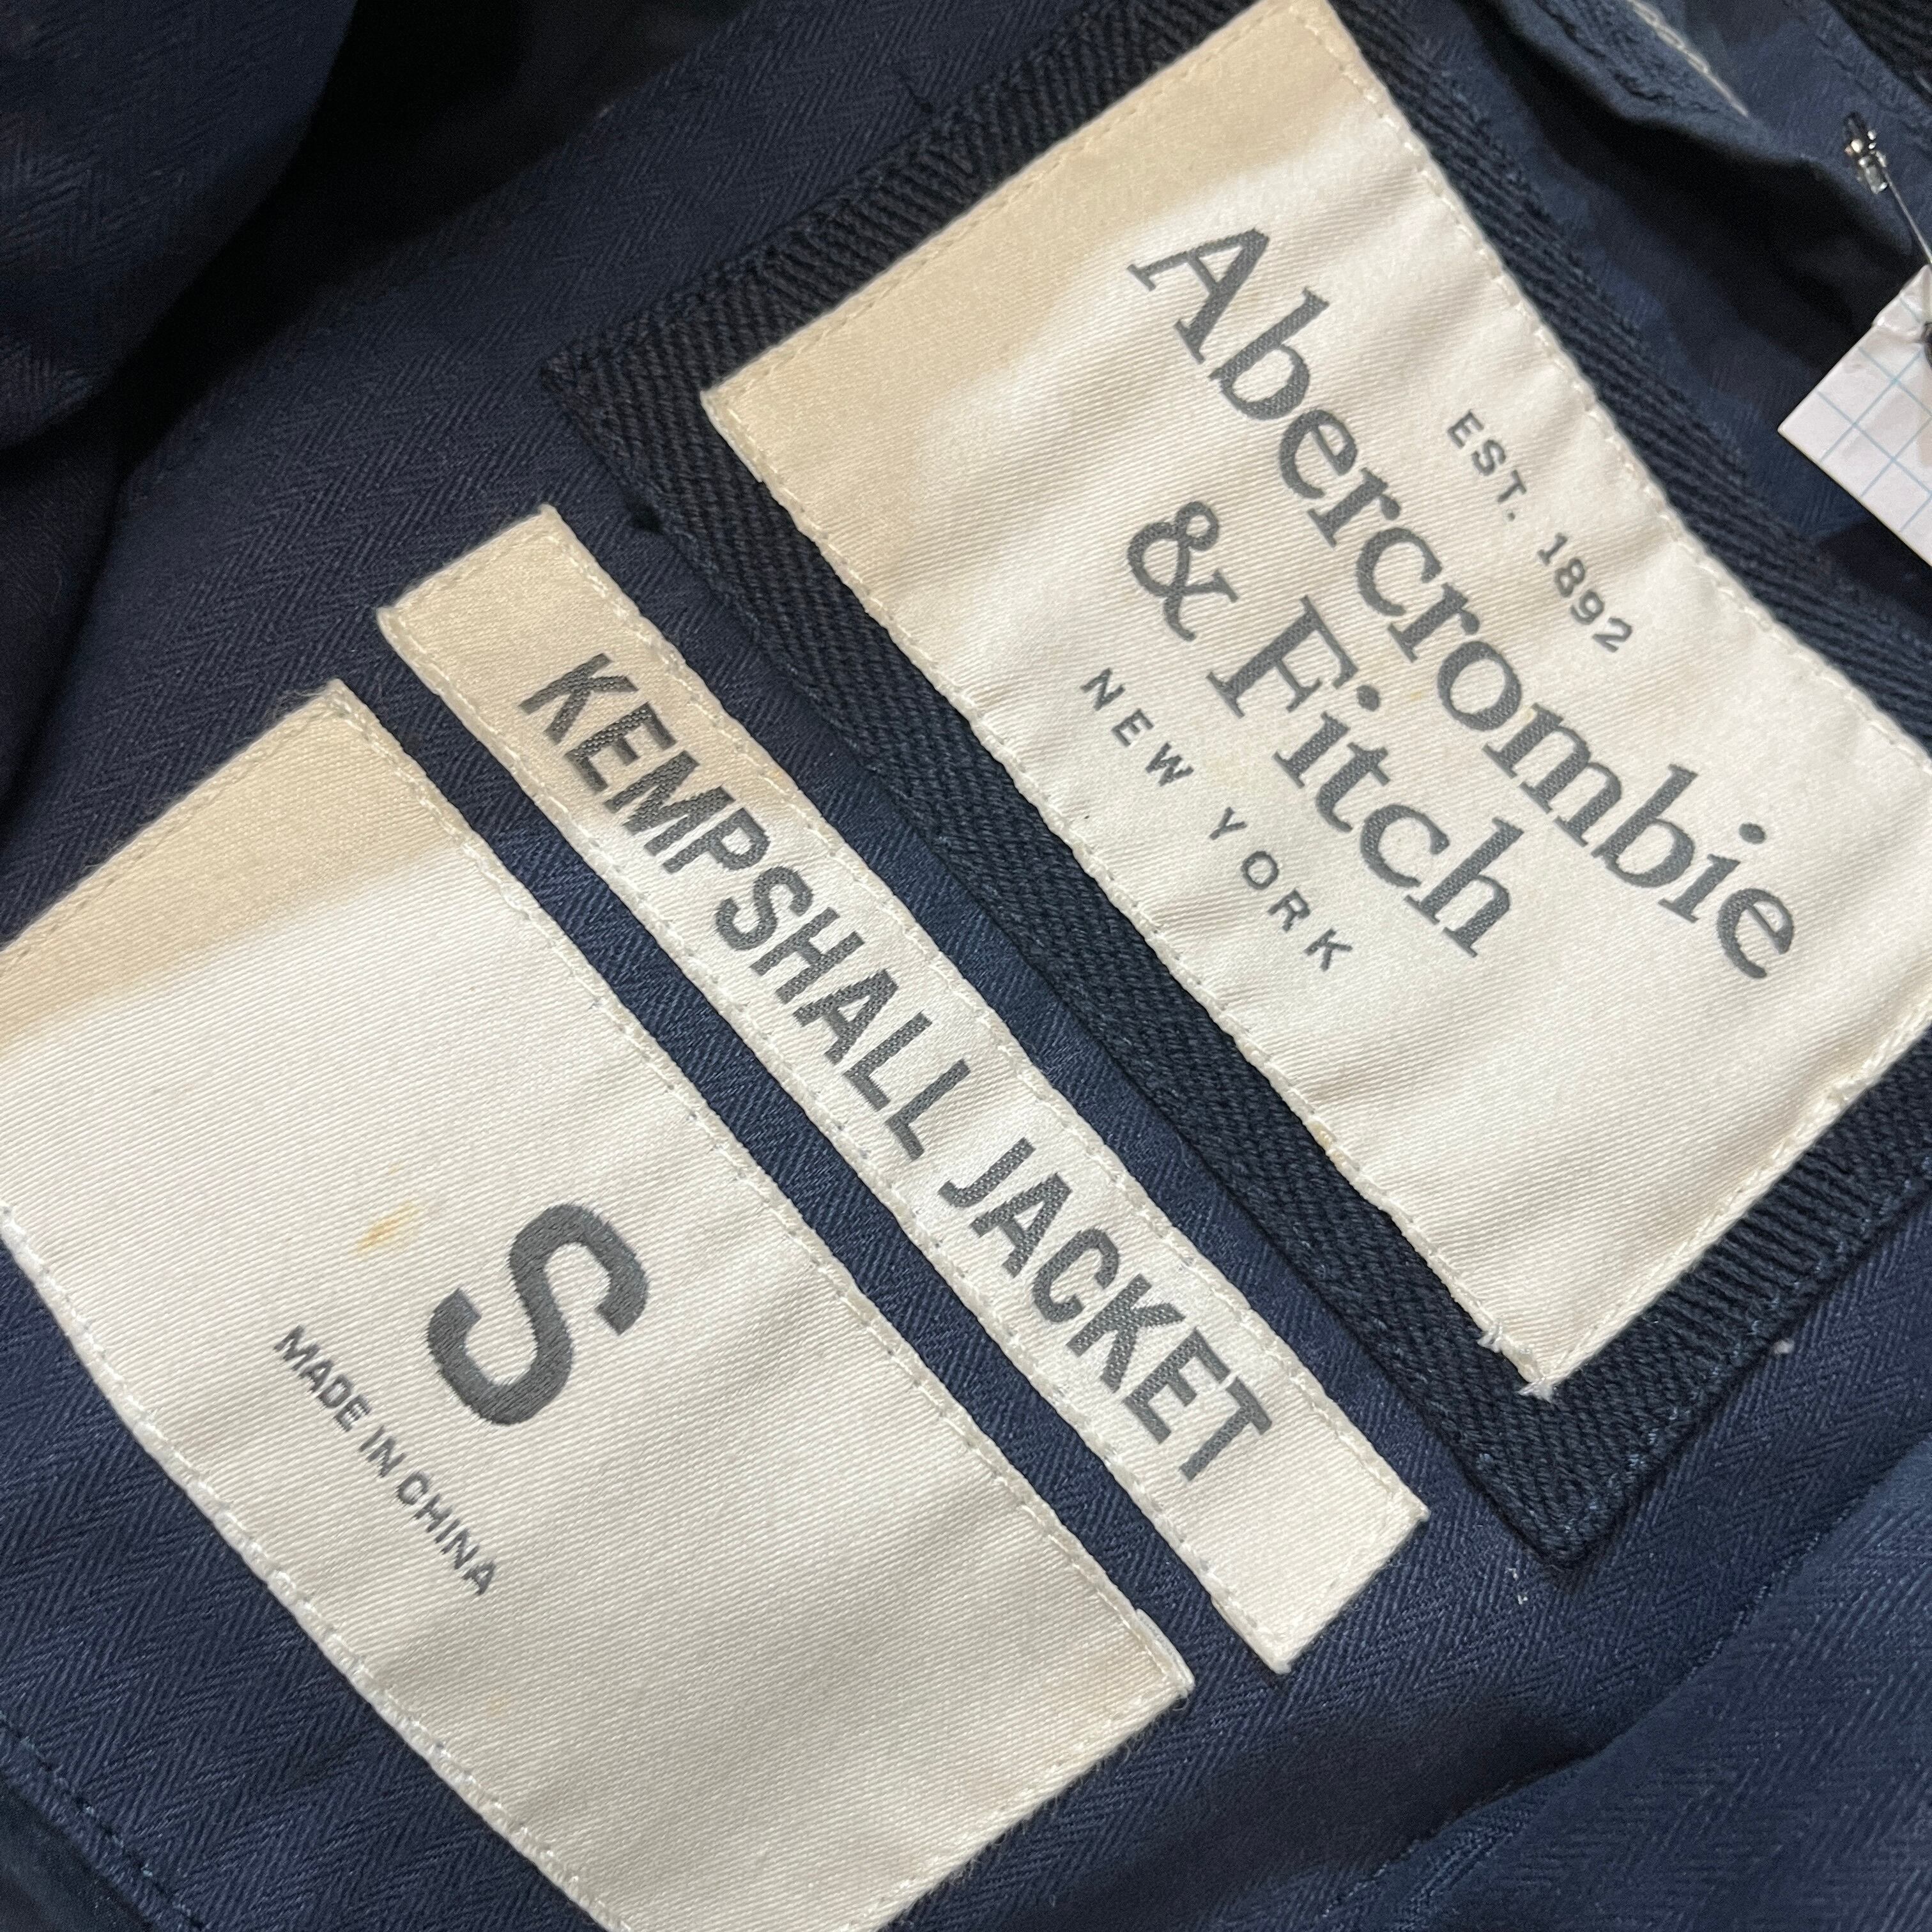 EST. 1892
Abercrombie
& Fitch
NEW YORK
KEMPSHALL JACKET
S
MADE IN CHINA